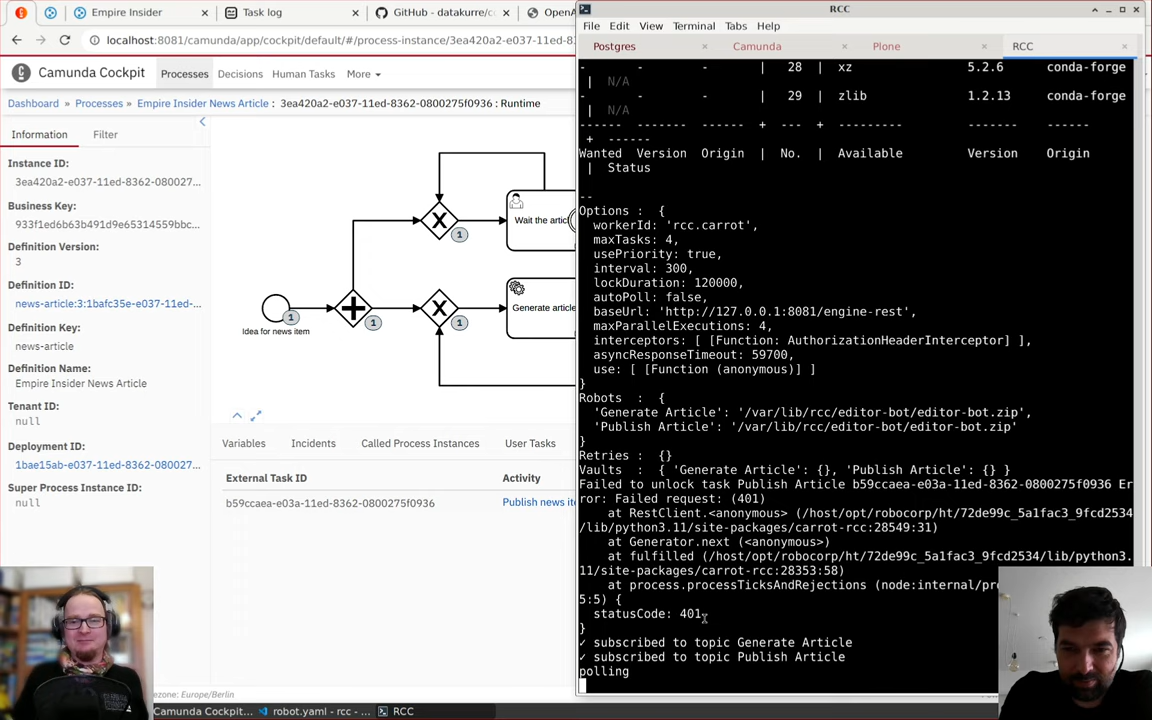 Empire Insider
Task log
GitHub - datakurre/c
OpenA
localhost:8081/camunda/app/cockpit/default/#/process-instance/3ea420a2-e037-11ed-83
Camunda Cockpit Processes Decisions Human Tasks More
Dashboard » Processes » Empire Insider News Article : 3ea420a2-e037-11ed-8362-0800275f0936 : Runtime
Information Filter
Instance ID:
3ea420a2-e037-11ed-8362-080027...
Business Key:
933f1ed6b63b491d9e65314559bc...
Definition Version:
3
Definition ID:
news-article:3:1bafc35e-e037-11ed-...
Definition Key:
news-article
Definition Name:
Empire Insider News Article
Tenant ID:
null
Deployment ID:
1bae15ab-e037-11ed-8362-080027...
Super Process Instance ID:
null
Wait the artic
X
1
Idea for news item
1
1
X
1
Generate article
Variables Incidents Called Process Instances User Tasks
External Task ID Activity
b59ccaea-e03a-11ed-8362-0800275f0936 Publish news ite
ezone: Europe/Berlin
RCC
File Edit View Terminal Tabs Help
Postgres Camunda Plone RCC
- - - | 28 | xz 5.2.6 conda-forge
| N/A
- - - | 29 | zlib 1.2.13 conda-forge
| N/A
------ ------- ------ + --- + --------- ------- ------
+ ------
Wanted Version Origin | No. | Available Version Origin
| Status
--
Options : {
workerId: 'rcc.carrot',
maxTasks: 4,
usePriority: true,
interval: 300,
lockDuration: 120000,
autoPoll: false,
baseUrl: 'http://127.0.0.1:8081/engine-rest',
maxParallelExecutions: 4,
interceptors: [ [Function: AuthorizationHeaderInterceptor] ],
asyncResponseTimeout: 59700,
use: [ [Function (anonymous)] ]
}
Robots : {
'Generate Article': '/var/lib/rcc/editor-bot/editor-bot.zip',
'Publish Article': '/var/lib/rcc/editor-bot/editor-bot.zip'
}
Retries : {}
Vaults : { 'Generate Article': {}, 'Publish Article': {} }
Failed to unlock task Publish Article b59ccaea-e03a-11ed-8362-0800275f0936 Er
ror: Failed request: (401)
at RestClient.<anonymous> (/host/opt/robocorp/ht/72de99c_5a1fac3_9fcd2534
/lib/python3.11/site-packages/carrot-rcc:28549:31)
at Generator.next (<anonymous>)
at fulfilled (/host/opt/robocorp/ht/72de99c_5a1fac3_9fcd2534/lib/python3.
11/site-packages/carrot-rcc:28353:58)
at process.processTicksAndRejections (node:internal/pro
5:5) {
statusCode: 401
}
✓ subscribed to topic Generate Article
✓ subscribed to topic Publish Article
polling
Camunda Cockpit... robot.yaml - rcc - ... RCC